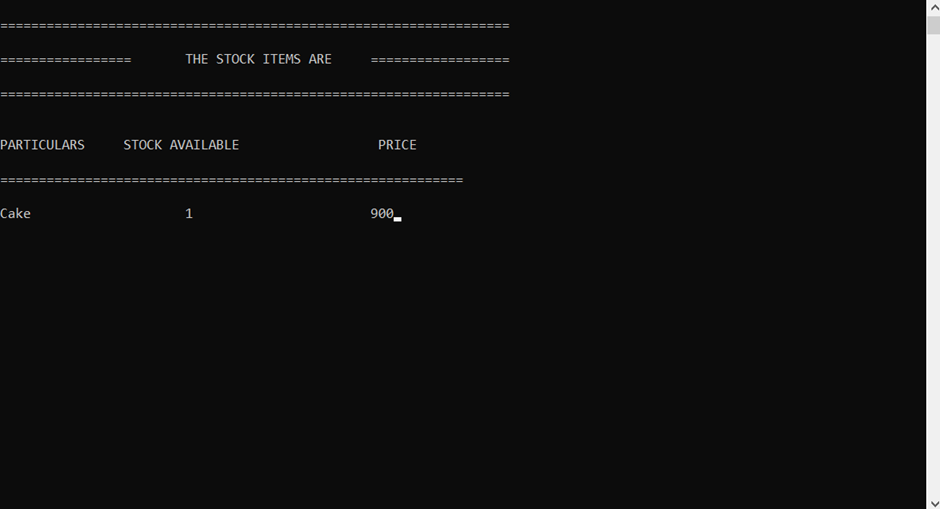 ==================================================================
=================       THE STOCK ITEMS ARE     ==================
==================================================================
PARTICULARS     STOCK AVAILABLE                  PRICE
============================================================
Cake                    1                       900